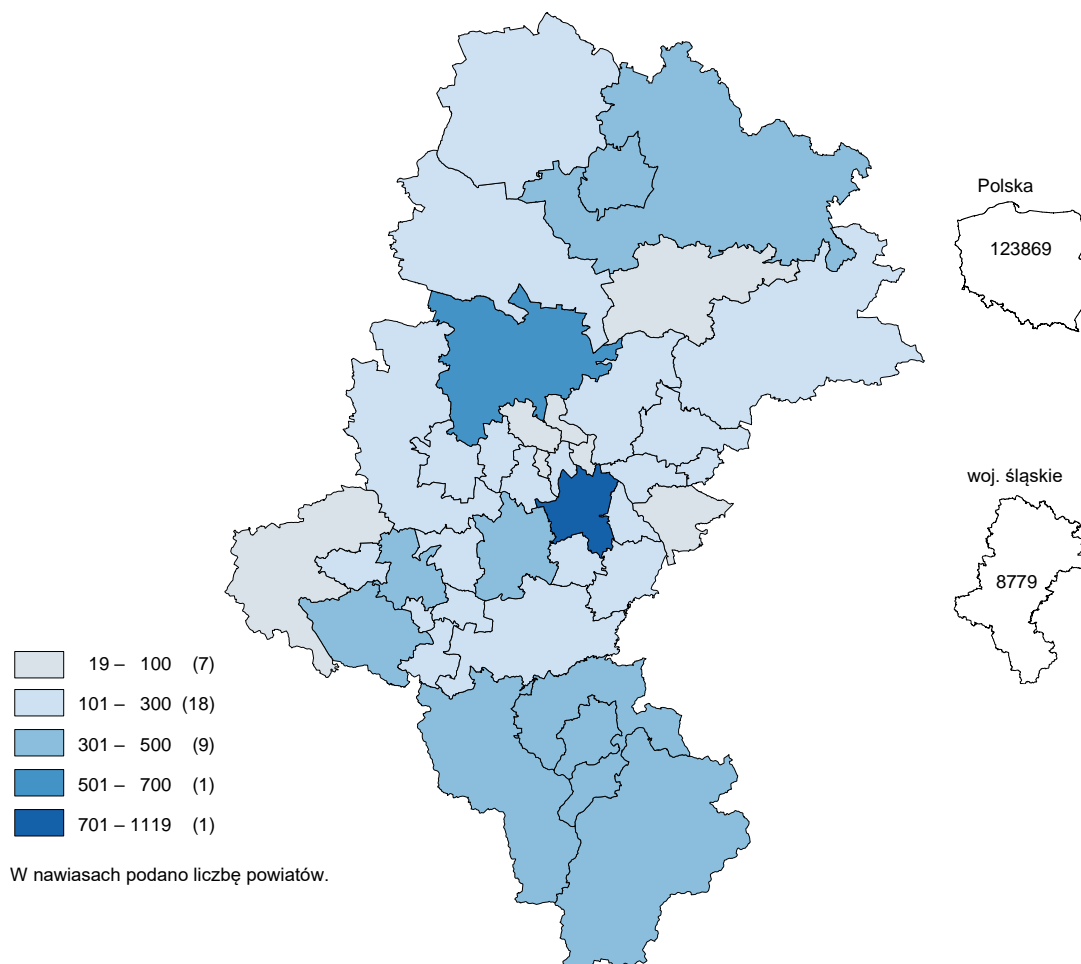 Polska
123869
woj. śląskie
8779
19 – 100 (7)
101 – 300 (18)
301 – 500 (9)
501 – 700 (1)
701 – 1119 (1)
W nawiasach podano liczbę powiatów.